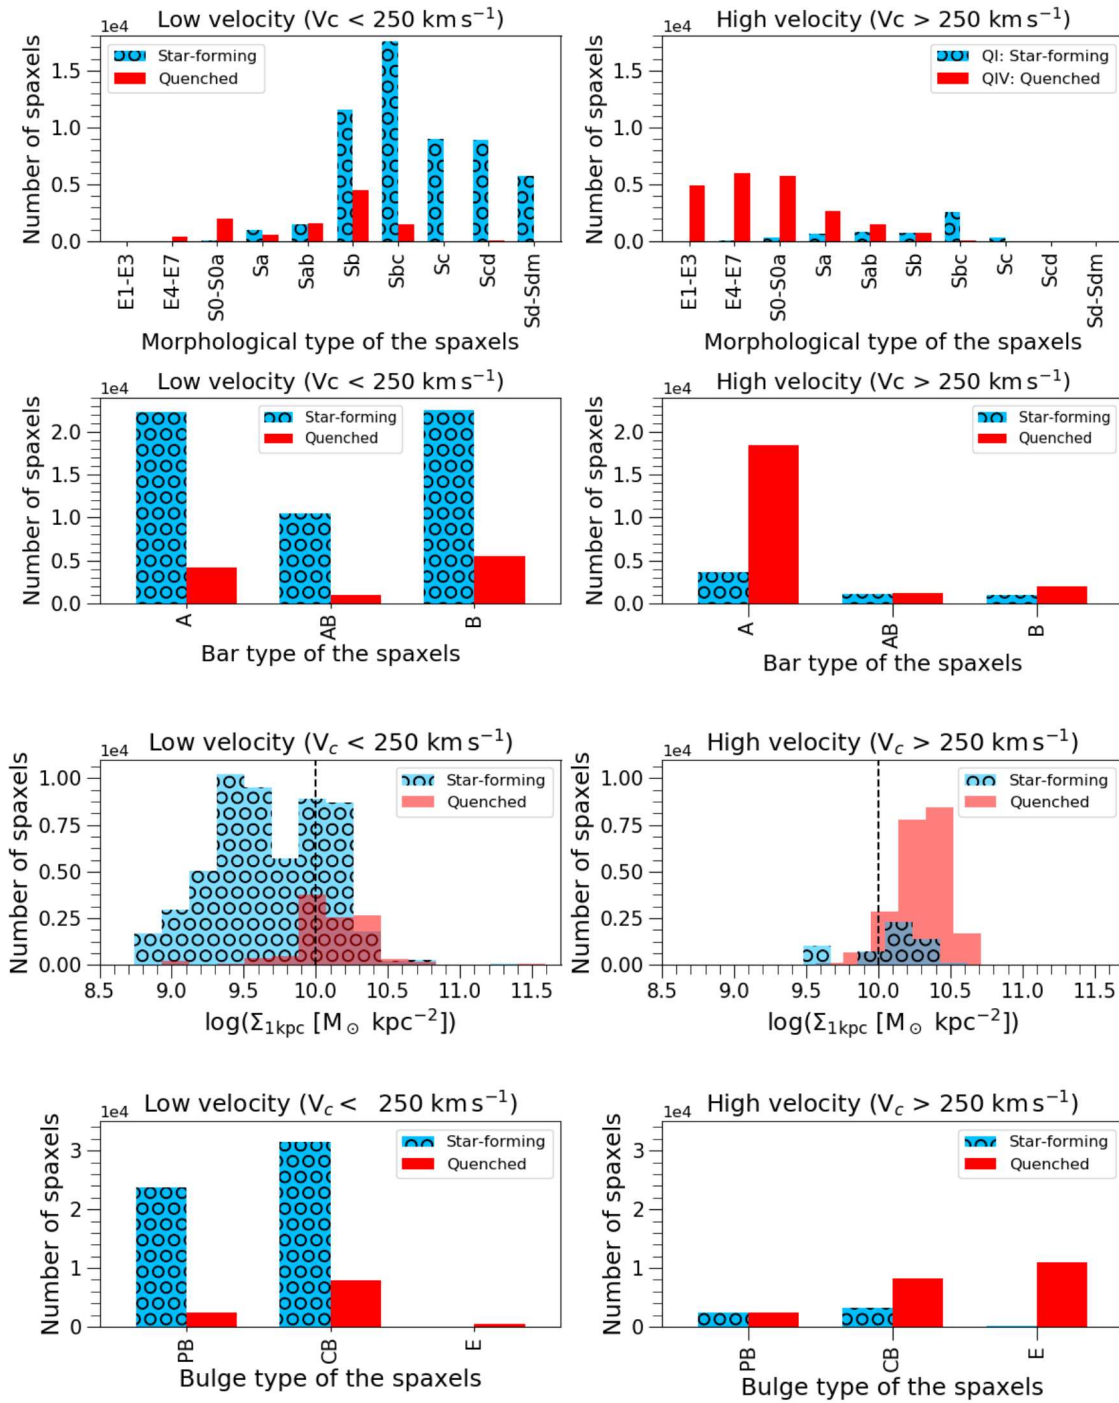 Low velocity (Vc < 250 km s⁻¹)
1e4
Number of spaxels
1.5
1.0
0.5
0.0
Star-forming
Quenched
E1-E3
E4-E7
S0-S0a
Sa
Sab
Sb
Sbc
Sc
Scd
Sd-Sdm
Morphological type of the spaxels
High velocity (Vc > 250 km s⁻¹)
1e4
Number of spaxels
1.5
1.0
0.5
0.0
QI: Star-forming
QIV: Quenched
E1-E3
E4-E7
S0-S0a
Sa
Sab
Sb
Sbc
Sc
Scd
Sd-Sdm
Morphological type of the spaxels
Low velocity (Vc < 250 km s⁻¹)
1e4
Number of spaxels
2.0
1.5
1.0
0.5
0.0
Star-forming
Quenched
A
AB
B
Bar type of the spaxels
High velocity (Vc > 250 km s⁻¹)
1e4
Number of spaxels
2.0
1.5
1.0
0.5
0.0
Star-forming
Quenched
A
AB
B
Bar type of the spaxels
Low velocity (V_c < 250 km s⁻¹)
1e4
Number of spaxels
1.00
0.75
0.50
0.25
0.00
Star-forming
Quenched
8.5 9.0 9.5 10.0 10.5 11.0 11.5
log(Σ₁kpc [M⊙ kpc⁻²])
High velocity (V_c > 250 km s⁻¹)
1e4
Number of spaxels
1.00
0.75
0.50
0.25
0.00
Star-forming
Quenched
8.5 9.0 9.5 10.0 10.5 11.0 11.5
log(Σ₁kpc [M⊙ kpc⁻²])
Low velocity (V_c < 250 km s⁻¹)
1e4
Number of spaxels
3
2
1
0
Star-forming
Quenched
PB
CB
E
Bulge type of the spaxels
High velocity (V_c > 250 km s⁻¹)
1e4
Number of spaxels
3
2
1
0
Star-forming
Quenched
PB
CB
E
Bulge type of the spaxels